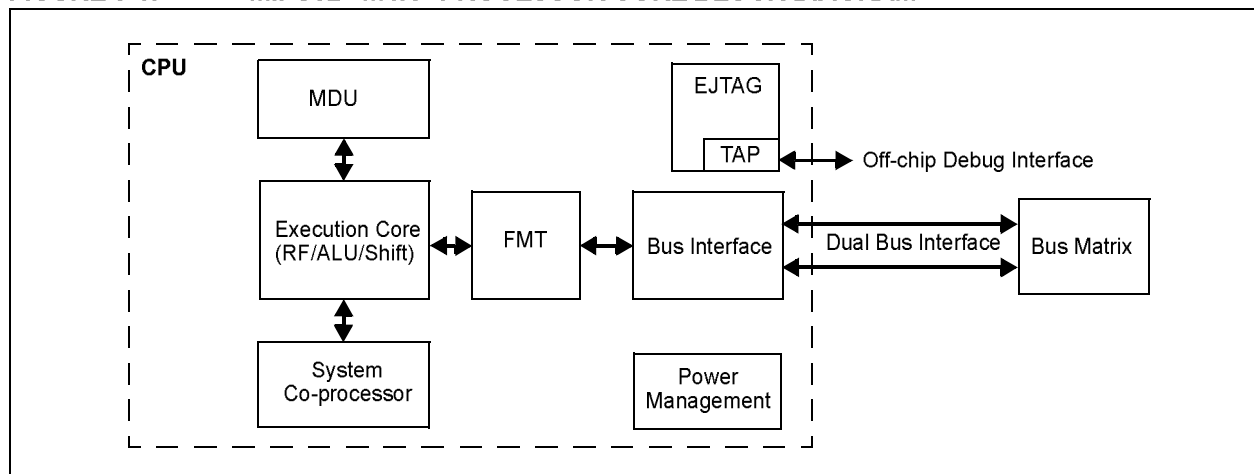 CPU
MDU
EJTAG
TAP
Off-chip Debug Interface
Execution Core
(RF/ALU/Shift)
FMT
Bus Interface
Dual Bus Interface
Bus Matrix
System
Co-processor
Power
Management